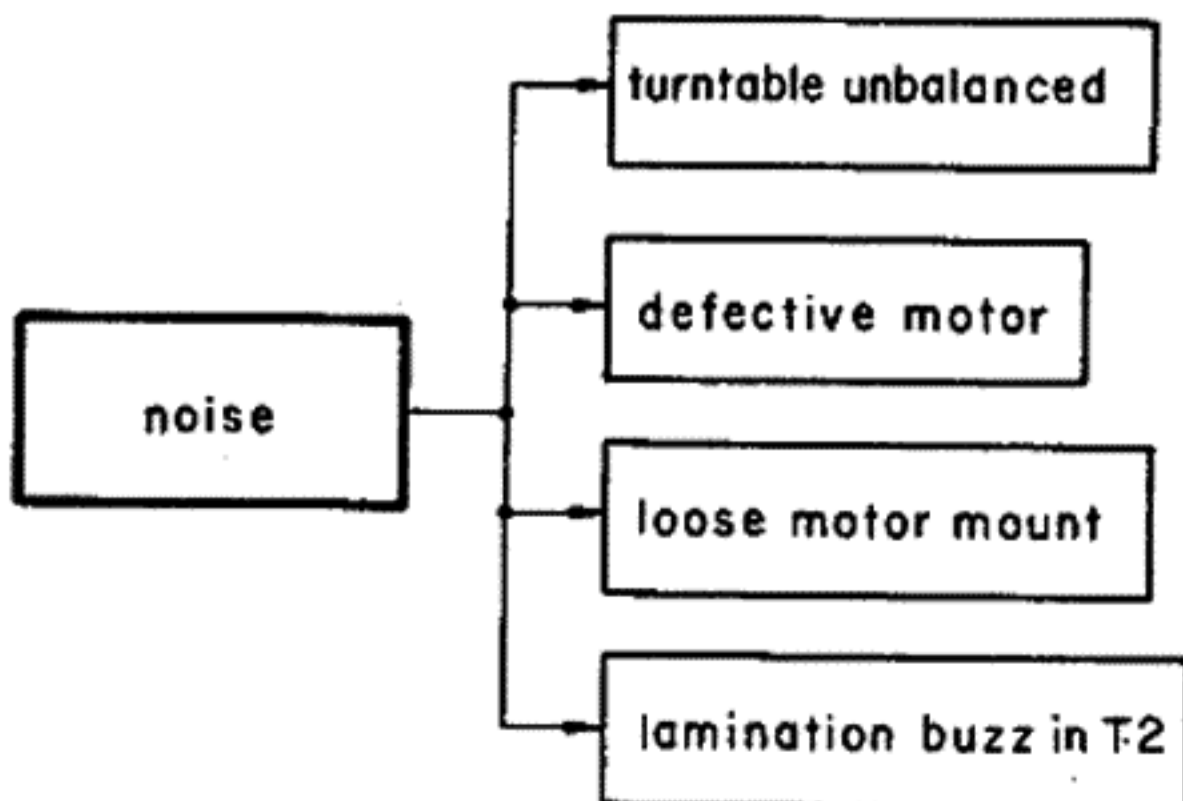 turntable unbalanced
defective motor
noise
loose motor mount
lamination buzz in T-2